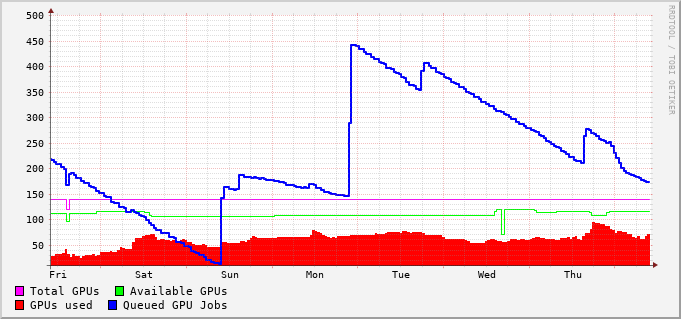 500
450
400
350
300
250
200
150
100
50
Fri Sat Sun Mon Tue Wed Thu
Total GPUs Available GPUs
GPUs used Queued GPU Jobs
RRDTOOL / TOBI OETIKER